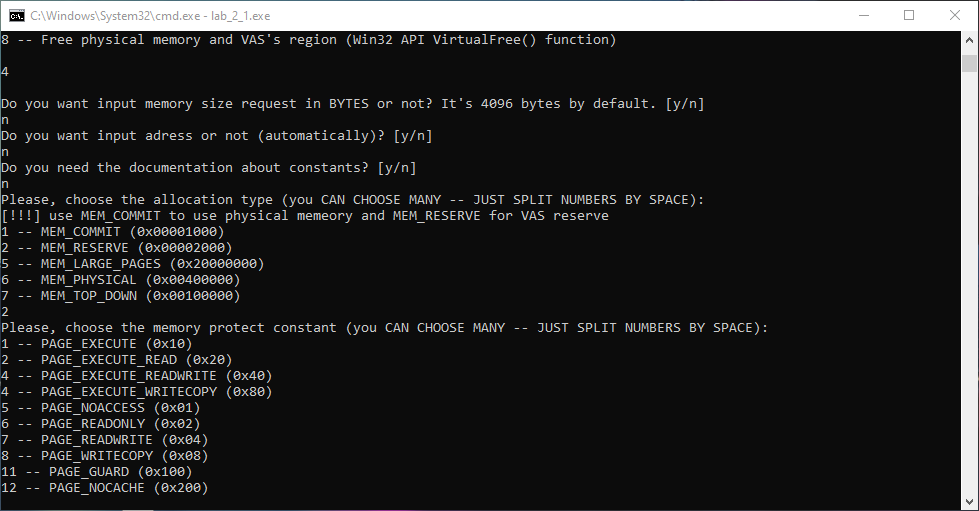 C:\Windows\System32\cmd.exe - lab_2_1.exe
8 -- Free physical memory and VAS's region (Win32 API VirtualFree() function)
4
Do you want input memory size request in BYTES or not? It's 4096 bytes by default. [y/n]
n
Do you want input adress or not (automatically)? [y/n]
n
Do you need the documentation about constants? [y/n]
n
Please, choose the allocation type (you CAN CHOOSE MANY -- JUST SPLIT NUMBERS BY SPACE):
[!!!] use MEM_COMMIT to use physical memeory and MEM_RESERVE for VAS reserve
1 -- MEM_COMMIT (0x00001000)
2 -- MEM_RESERVE (0x00002000)
5 -- MEM_LARGE_PAGES (0x20000000)
6 -- MEM_PHYSICAL (0x00400000)
7 -- MEM_TOP_DOWN (0x00100000)
2
Please, choose the memory protect constant (you CAN CHOOSE MANY -- JUST SPLIT NUMBERS BY SPACE):
1 -- PAGE_EXECUTE (0x10)
2 -- PAGE_EXECUTE_READ (0x20)
4 -- PAGE_EXECUTE_READWRITE (0x40)
4 -- PAGE_EXECUTE_WRITECOPY (0x80)
5 -- PAGE_NOACCESS (0x01)
6 -- PAGE_READONLY (0x02)
7 -- PAGE_READWRITE (0x04)
8 -- PAGE_WRITECOPY (0x08)
11 -- PAGE_GUARD (0x100)
12 -- PAGE_NOCACHE (0x200)